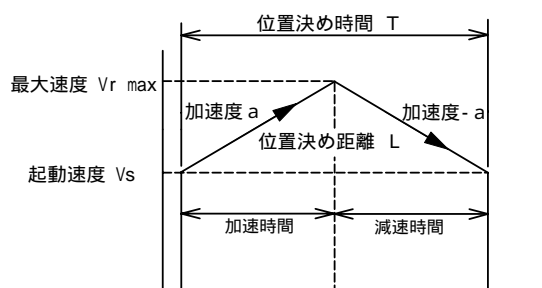 位置決め時間 T
最大速度 Vr max
加速度a
加速度-a
位置決め距離 L
起動速度 Vs
加速時間
減速時間